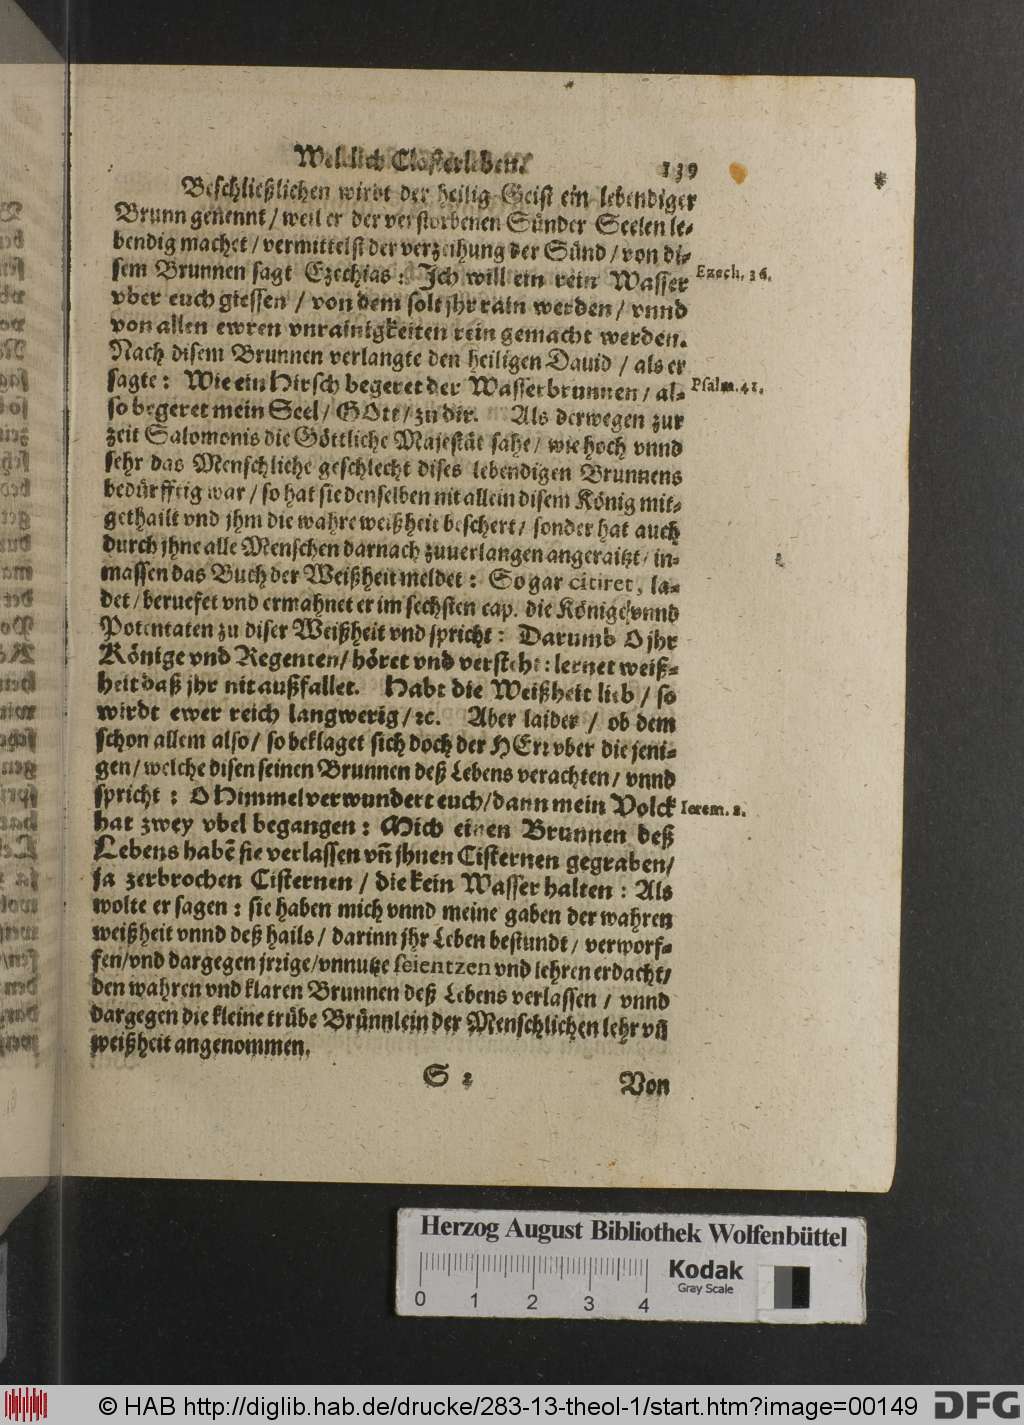 Weltlich Closterleben. 139
Beschließlichen wirdt der heilig Geist ein lebendiger
Brunn genennt / weil er der verstorbenen Sünder Seelen le-
bendig machet / vermittelst der verzeihung der Sünd / von di-
sem Brunnen sagt Ezechias: Ich will ein rein Wasser Ezech. 36.
vber euch giessen / von dem solt jhr rain werden / vnnd
von allen ewren vnrainigkeiten rein gemacht werden.
Nach disem Brunnen verlangte den heiligen Dauid / als er
sagte: Wie ein Hirsch begeret der Wasserbrunnen / al- Psalm. 41.
so begeret mein Seel / GOtt / zu dir. Als derwegen zur
zeit Salomonis die Göttliche Majestät sahe / wie hoch vnnd
sehr das Menschliche geschlecht dises lebendigen Brunnens
bedürfftig war / so hat sie denselben nit allein disem König mit-
gethailt vnd jhm die wahre weißheit beschert / sonder hat auch
durch jhne alle Menschen darnach zuuerlangen angeraitzt / in-
massen das Buch der Weißheit meldet: So gar citiret, la-
det / beruefet vnd ermahnet er im sechsten cap. die Könige vnnd
Potentaten zu diser Weißheit vnd spricht: Darumb O jhr
Könige vnd Regenten / höret vnd versteht: lernet weiß-
heit daß jhr nit außfallet. Habt die Weißheit lieb / so
wirdt ewer reich langwerig / ꝛc. Aber laider / ob dem
schon allem also / so beklaget sich doch der HErꝛ vber die jeni-
gen / welche disen seinen Brunnen deß Lebens verachten / vnnd
spricht: O Himmel verwundert euch / dann mein Volck Ierem. 2.
hat zwey vbel begangen: Mich einen Brunnen deß
Lebens habẽ sie verlassen vñ jhnen Cisternen gegraben /
ja zerbrochen Cisternen / die kein Wasser halten: Als
wolte er sagen: sie haben mich vnnd meine gaben der wahren
weißheit vnnd deß hails / darinn jhr Leben bestundt / verworf-
fen / vnd dargegen jrꝛige / vnnutze scientzen vnd lehren erdacht /
den wahren vnd klaren Brunnen deß Lebens verlassen / vnnd
dargegen die kleine trübe Brünnlein der Menschlichen lehr vñ
weißheit angenommen.
S 2 Von
Herzog August Bibliothek Wolfenbüttel
0 1 2 3 4
Kodak
Gray Scale
© HAB http://diglib.hab.de/drucke/283-13-theol-1/start.htm?image=00149
DFG